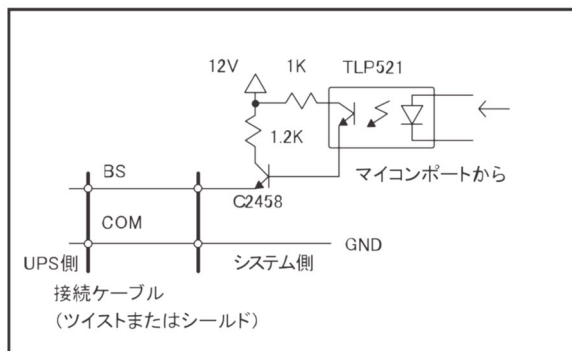 12V
1K
TLP521
1.2K
マイコンポートから
BS
C2458
COM
GND
UPS側
システム側
接続ケーブル
（ツイストまたはシールド）